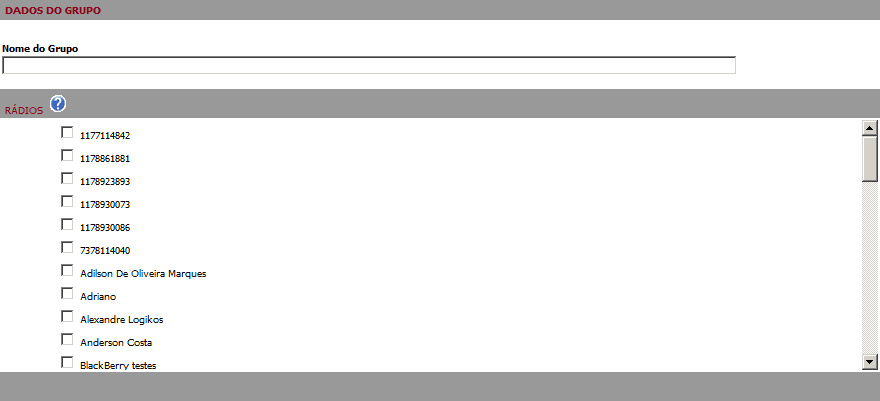 DADOS DO GRUPO
Nome do Grupo
RÁDIOS ?
1177114842
1178861881
1178923893
1178930073
1178930086
7378114040
Adilson De Oliveira Marques
Adriano
Alexandre Logikos
Anderson Costa
BlackBerry testes